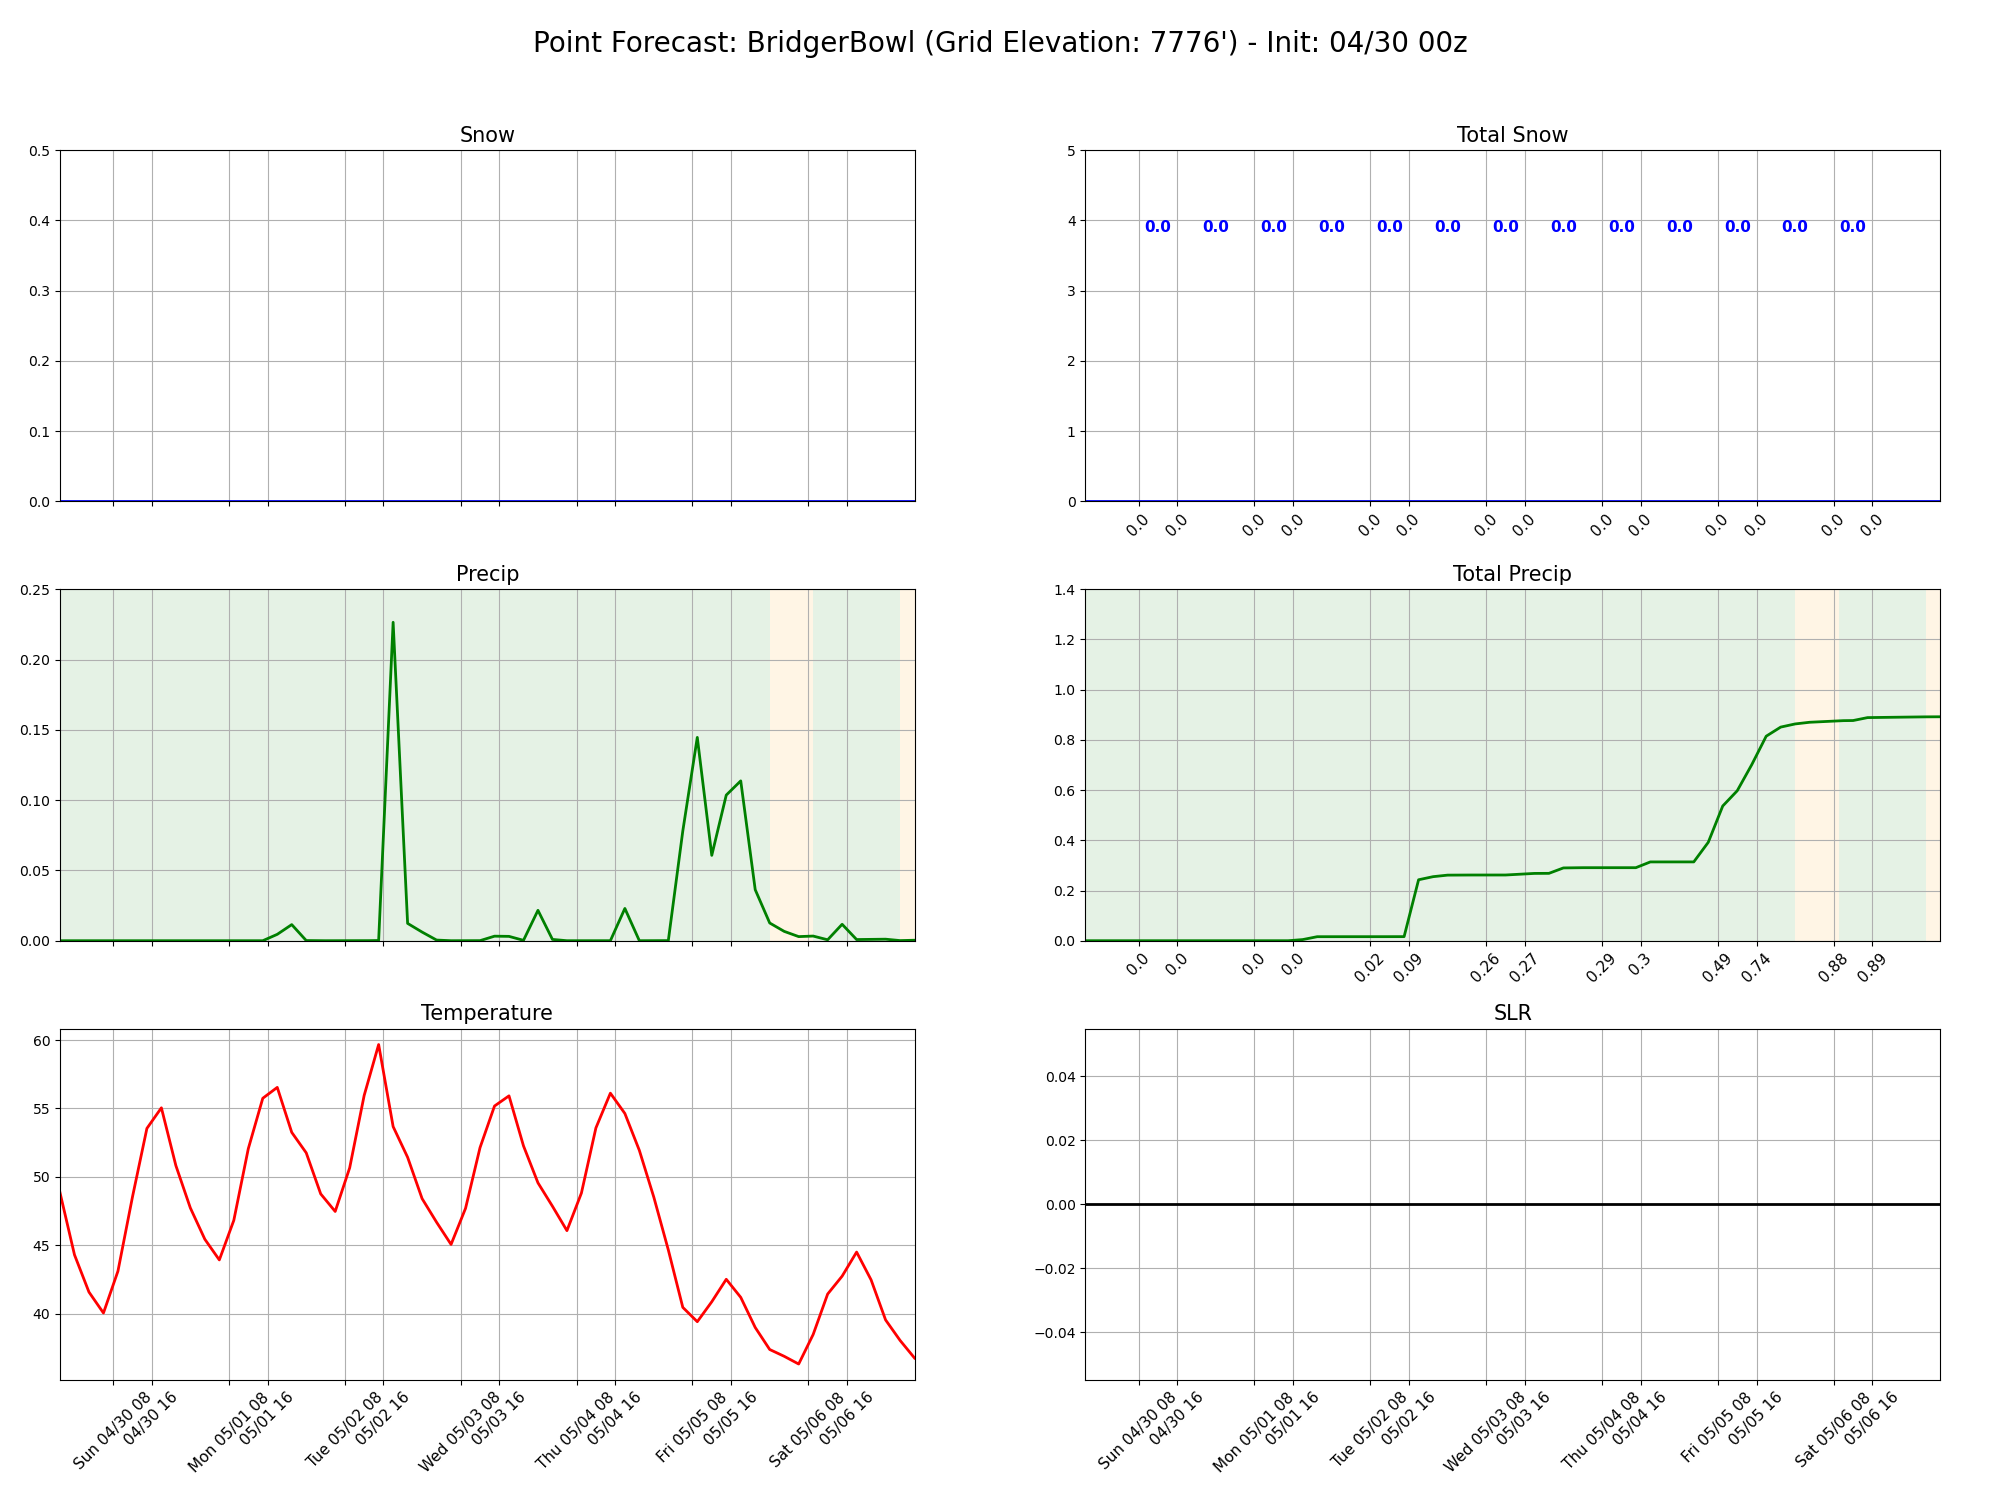 Point Forecast: BridgerBowl (Grid Elevation: 7776') - Init: 04/30 00z
Snow
0.5
0.4
0.3
0.2
0.1
0.0
Total Snow
5
4
3
2
1
0
0.0 0.0 0.0 0.0 0.0 0.0 0.0 0.0 0.0 0.0 0.0 0.0 0.0
0.0 0.0 0.0 0.0 0.0 0.0 0.0 0.0 0.0 0.0 0.0 0.0 0.0 0.0
Precip
0.25
0.20
0.15
0.10
0.05
0.00
Total Precip
1.4
1.2
1.0
0.8
0.6
0.4
0.2
0.0
0.0 0.0 0.0 0.0 0.02 0.09 0.26 0.27 0.29 0.3 0.49 0.74 0.88 0.89
Temperature
60
55
50
45
40
Sun 04/30 08
04/30 16
Mon 05/01 08
05/01 16
Tue 05/02 08
05/02 16
Wed 05/03 08
05/03 16
Thu 05/04 08
05/04 16
Fri 05/05 08
05/05 16
Sat 05/06 08
05/06 16
SLR
0.04
0.02
0.00
−0.02
−0.04
Sun 04/30 08
04/30 16
Mon 05/01 08
05/01 16
Tue 05/02 08
05/02 16
Wed 05/03 08
05/03 16
Thu 05/04 08
05/04 16
Fri 05/05 08
05/05 16
Sat 05/06 08
05/06 16